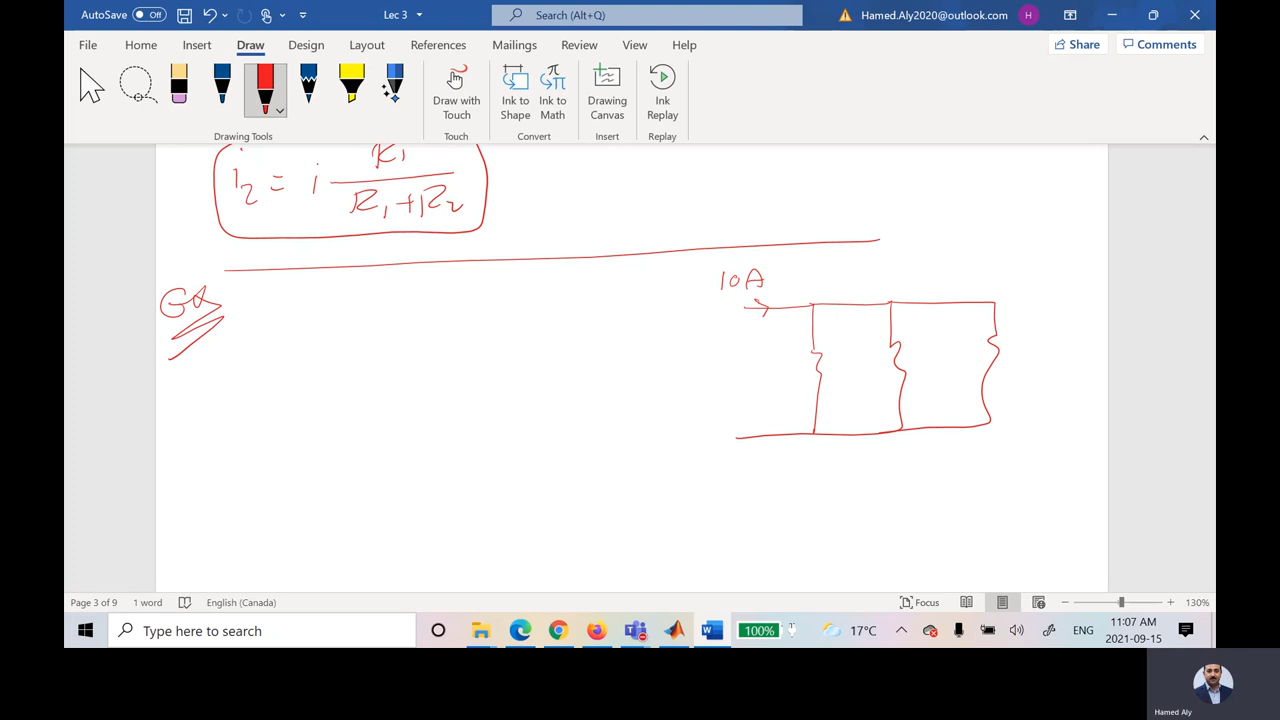 AutoSave Off
Lec 3
Search (Alt+Q)
Hamed.Aly2020@outlook.com
H
File Home Insert Draw Design Layout References Mailings Review View Help
Share
Comments
Draw with Touch
Ink to Shape
Ink to Math
Drawing Canvas
Ink Replay
Drawing Tools
Touch
Convert
Insert
Replay
i₂ = i R₁ / (R₁+R₂)
10A
Page 3 of 9
1 word
English (Canada)
Focus
130%
Type here to search
100%
17°C
ENG
11:07 AM
2021-09-15
Hamed Aly